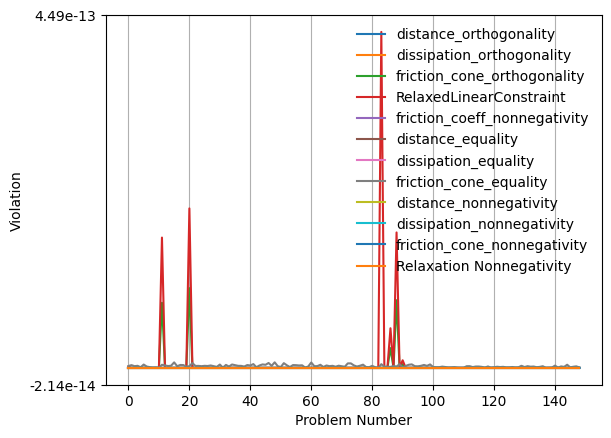 4.49e-13
distance_orthogonality
dissipation_orthogonality
friction_cone_orthogonality
RelaxedLinearConstraint
friction_coeff_nonnegativity
distance_equality
dissipation_equality
friction_cone_equality
distance_nonnegativity
dissipation_nonnegativity
friction_cone_nonnegativity
Relaxation Nonnegativity
Violation
-2.14e-14
0 20 40 60 80 100 120 140
Problem Number